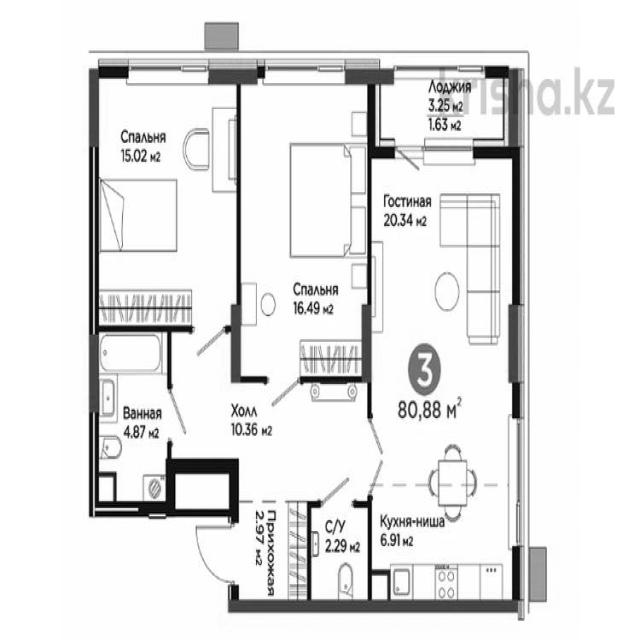 krisha.kz
Лоджия
3.25 м2
1.63 м2
Спальня
15.02 м2
Гостиная
20.34 м2
Спальня
16.49 м2
3
80,88 м2
Ванная
4.87 м2
Холл
10.36 м2
Прихожая
2.97 м2
С/У
2.29 м2
Кухня-ниша
6.91 м2